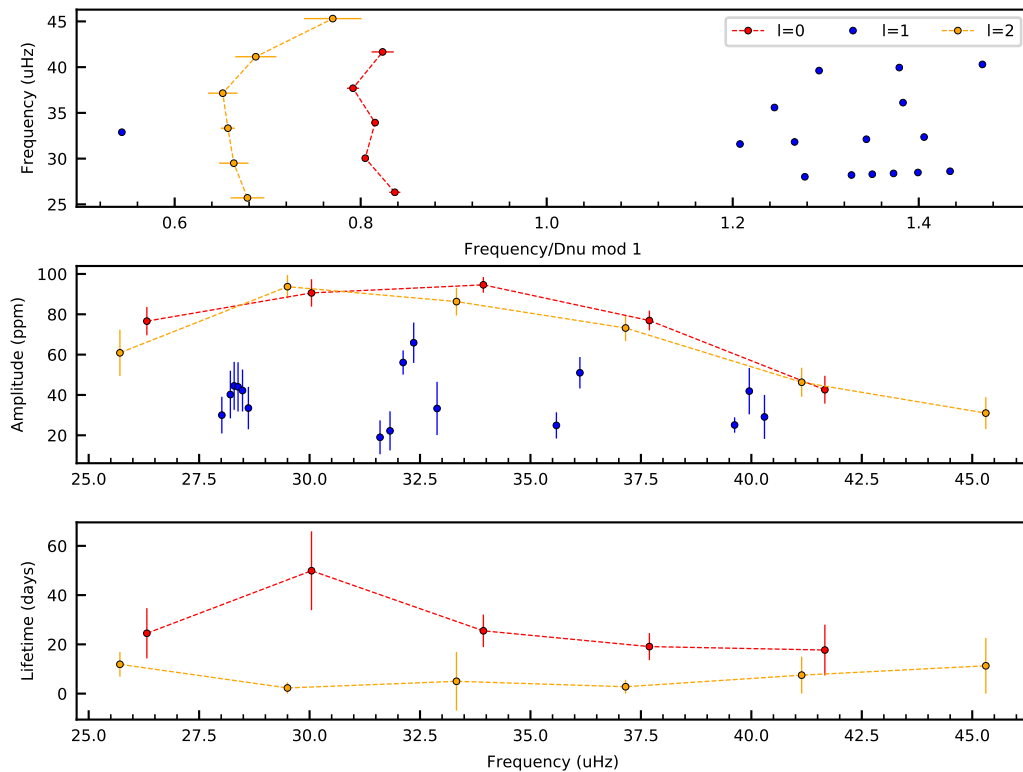 45
40
35
30
25
Frequency (uHz)
l=0 l=1 l=2
0.6 0.8 1.0 1.2 1.4
Frequency/Dnu mod 1
100
80
60
40
20
Amplitude (ppm)
25.0 27.5 30.0 32.5 35.0 37.5 40.0 42.5 45.0
60
40
20
0
Lifetime (days)
25.0 27.5 30.0 32.5 35.0 37.5 40.0 42.5 45.0
Frequency (uHz)